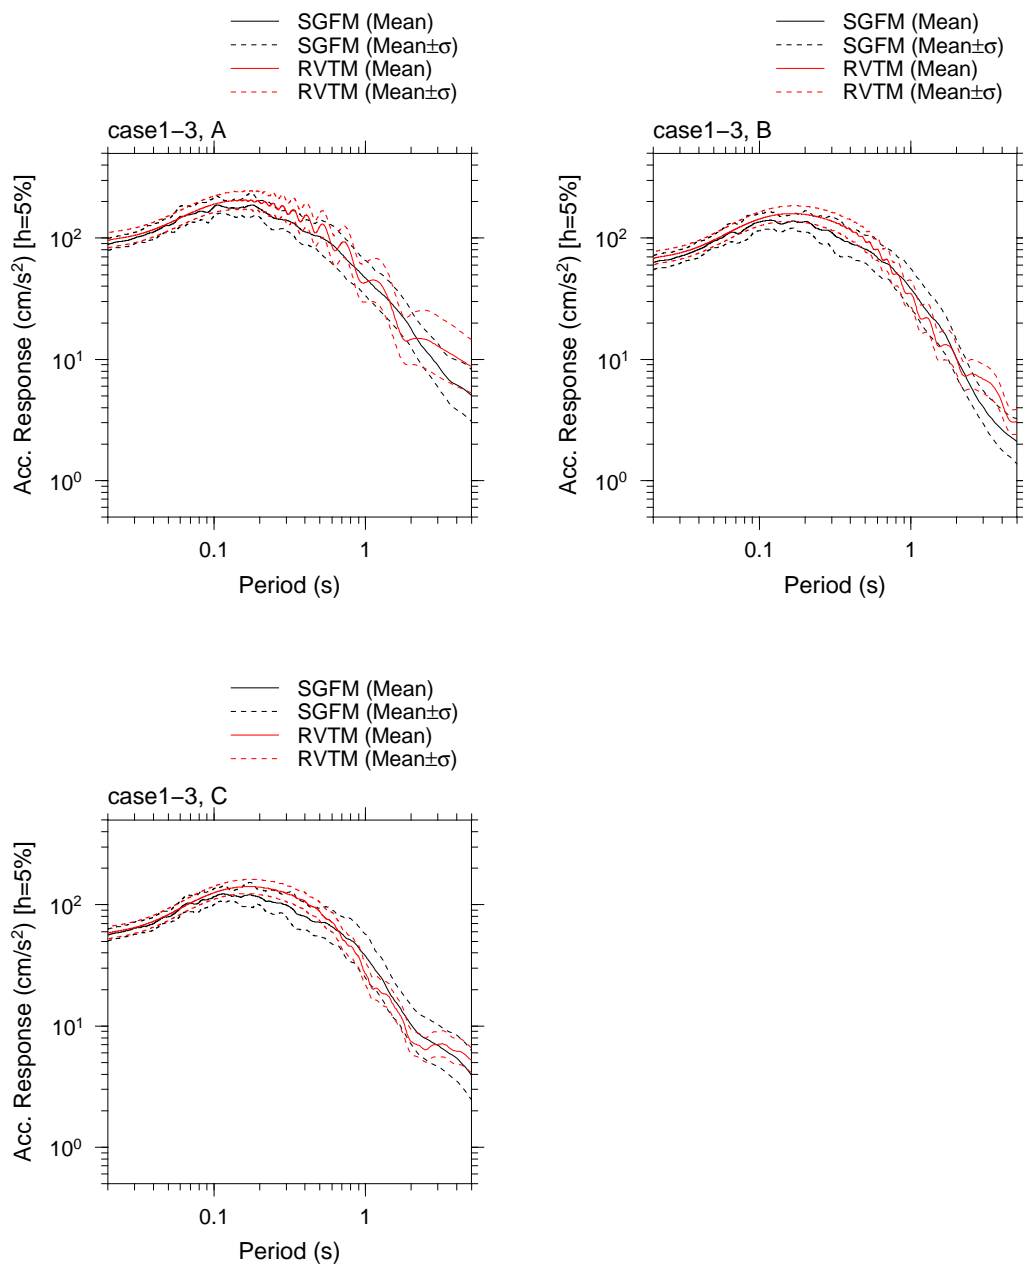 SGFM (Mean)
SGFM (Mean±σ)
RVTM (Mean)
RVTM (Mean±σ)
case1−3, A
Acc. Response (cm/s²) [h=5%]
10²
10¹
10⁰
0.1 1
Period (s)
SGFM (Mean)
SGFM (Mean±σ)
RVTM (Mean)
RVTM (Mean±σ)
case1−3, B
Acc. Response (cm/s²) [h=5%]
10²
10¹
10⁰
0.1 1
Period (s)
SGFM (Mean)
SGFM (Mean±σ)
RVTM (Mean)
RVTM (Mean±σ)
case1−3, C
Acc. Response (cm/s²) [h=5%]
10²
10¹
10⁰
0.1 1
Period (s)